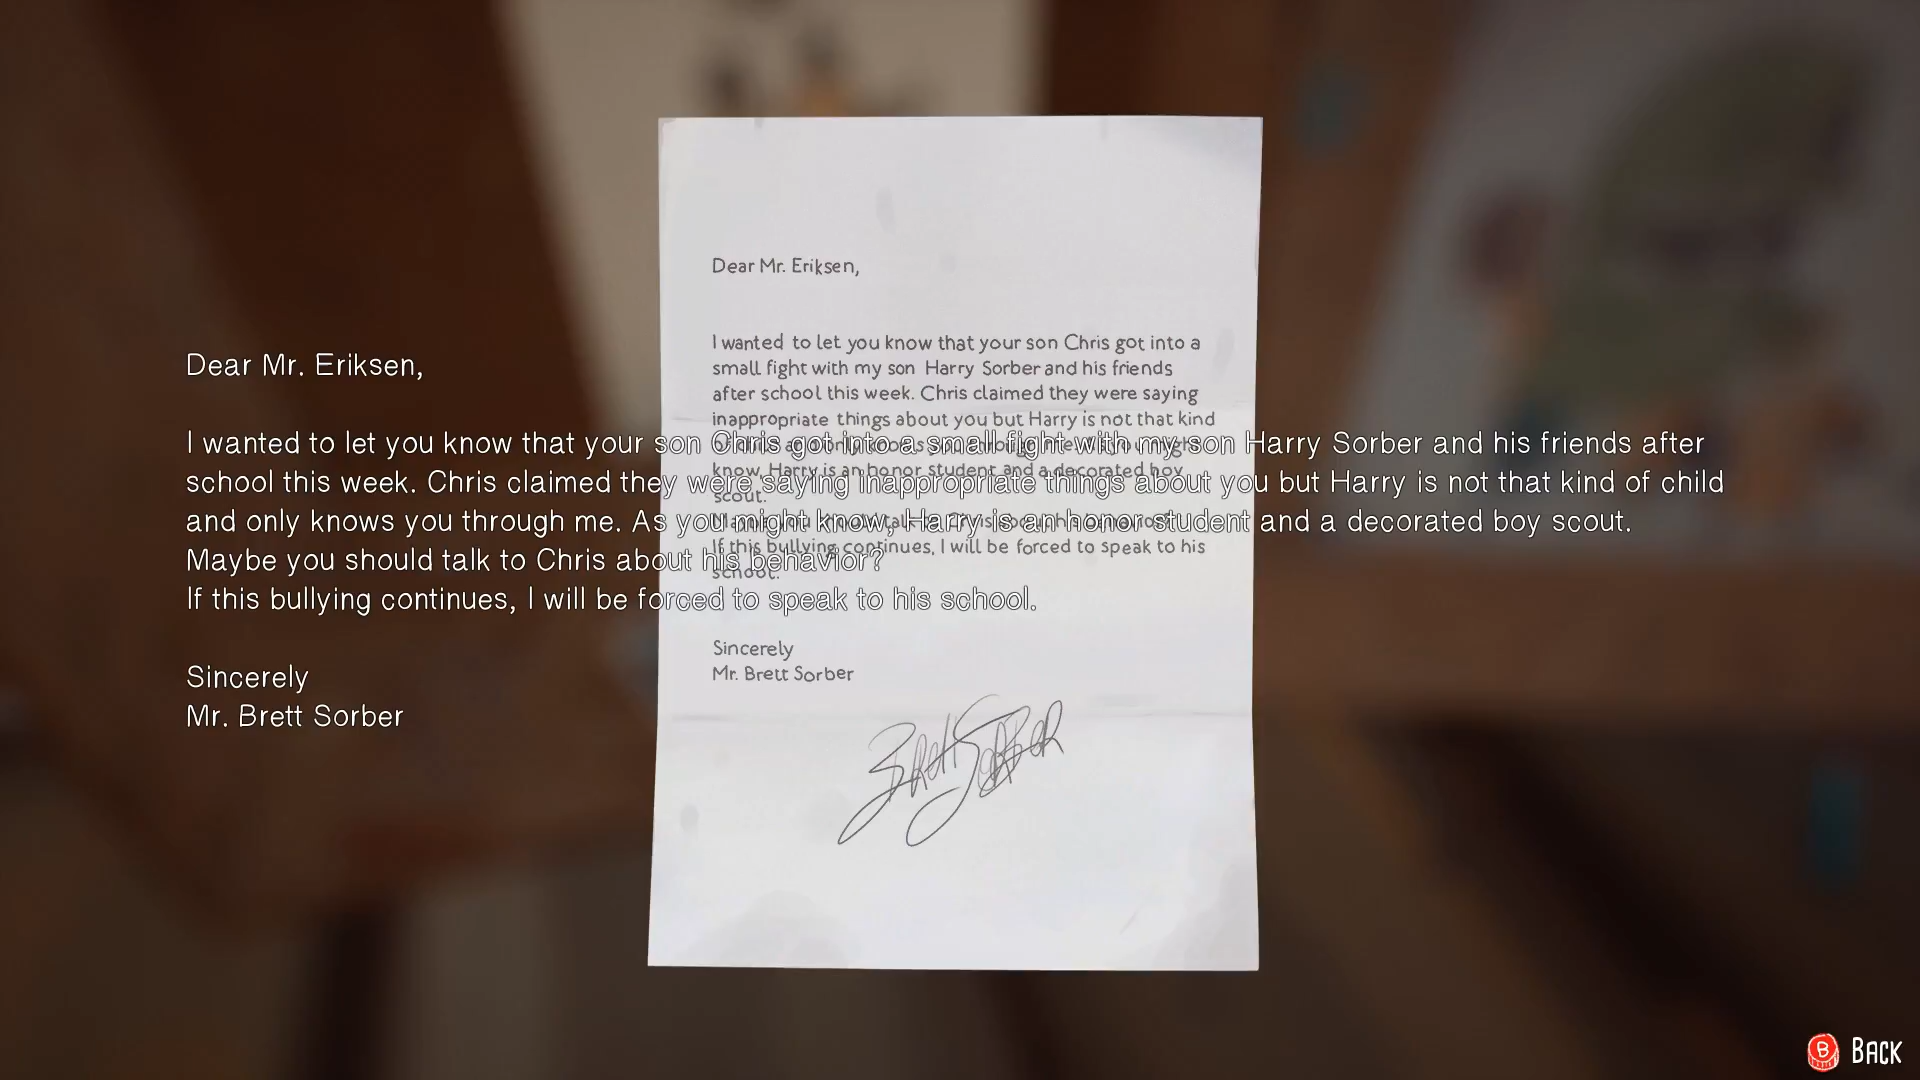 Dear Mr. Eriksen,
I wanted to let you know that your son Chris got into a
small fight with my son Harry Sorber and his friends
after school this week. Chris claimed they were saying
inappropriate things about you but Harry is not that kind
know, Harry is an honor student and a decorated boy
scout.
If this bullying continues, I will be forced to speak to his
school.
Sincerely
Mr. Brett Sorber
Brett Sorber
Dear Mr. Eriksen,
I wanted to let you know that your son Chris got into a small fight with my son Harry Sorber and his friends after
school this week. Chris claimed they were saying inappropriate things about you but Harry is not that kind of child
and only knows you through me. As you might know, Harry is an honor student and a decorated boy scout.
Maybe you should talk to Chris about his behavior?
If this bullying continues, I will be forced to speak to his school.
Sincerely
Mr. Brett Sorber
B BACK